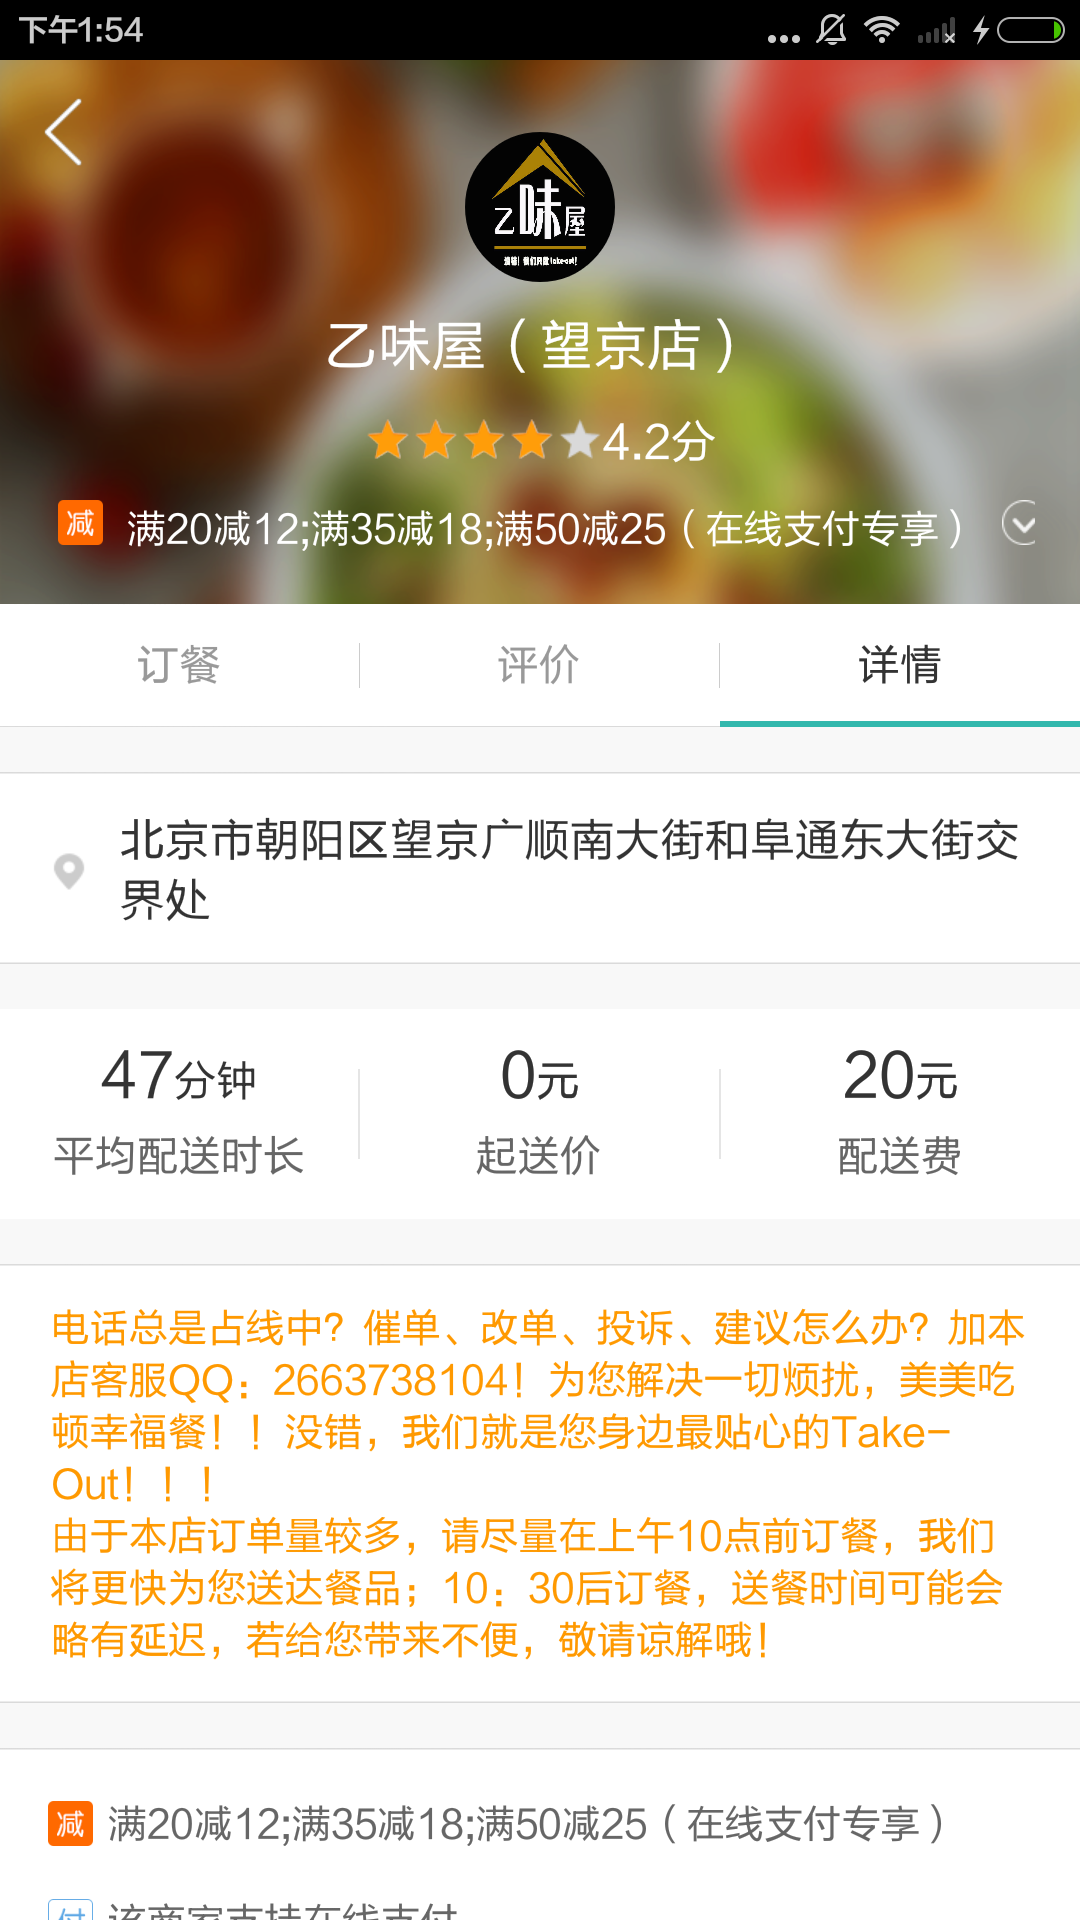 下午1:54
乙味屋
乙味屋（望京店）
4.2分
减 满20减12;满35减18;满50减25（在线支付专享）
订餐 评价 详情
北京市朝阳区望京广顺南大街和阜通东大街交
界处
47分钟 0元 20元
平均配送时长 起送价 配送费
电话总是占线中？催单、改单、投诉、建议怎么办？加本
店客服QQ：2663738104！为您解决一切烦扰，美美吃
顿幸福餐！！没错，我们就是您身边最贴心的Take-
Out！！！
由于本店订单量较多，请尽量在上午10点前订餐，我们
将更快为您送达餐品；10：30后订餐，送餐时间可能会
略有延迟，若给您带来不便，敬请谅解哦！
减 满20减12;满35减18;满50减25（在线支付专享）
付 该商家支持在线支付